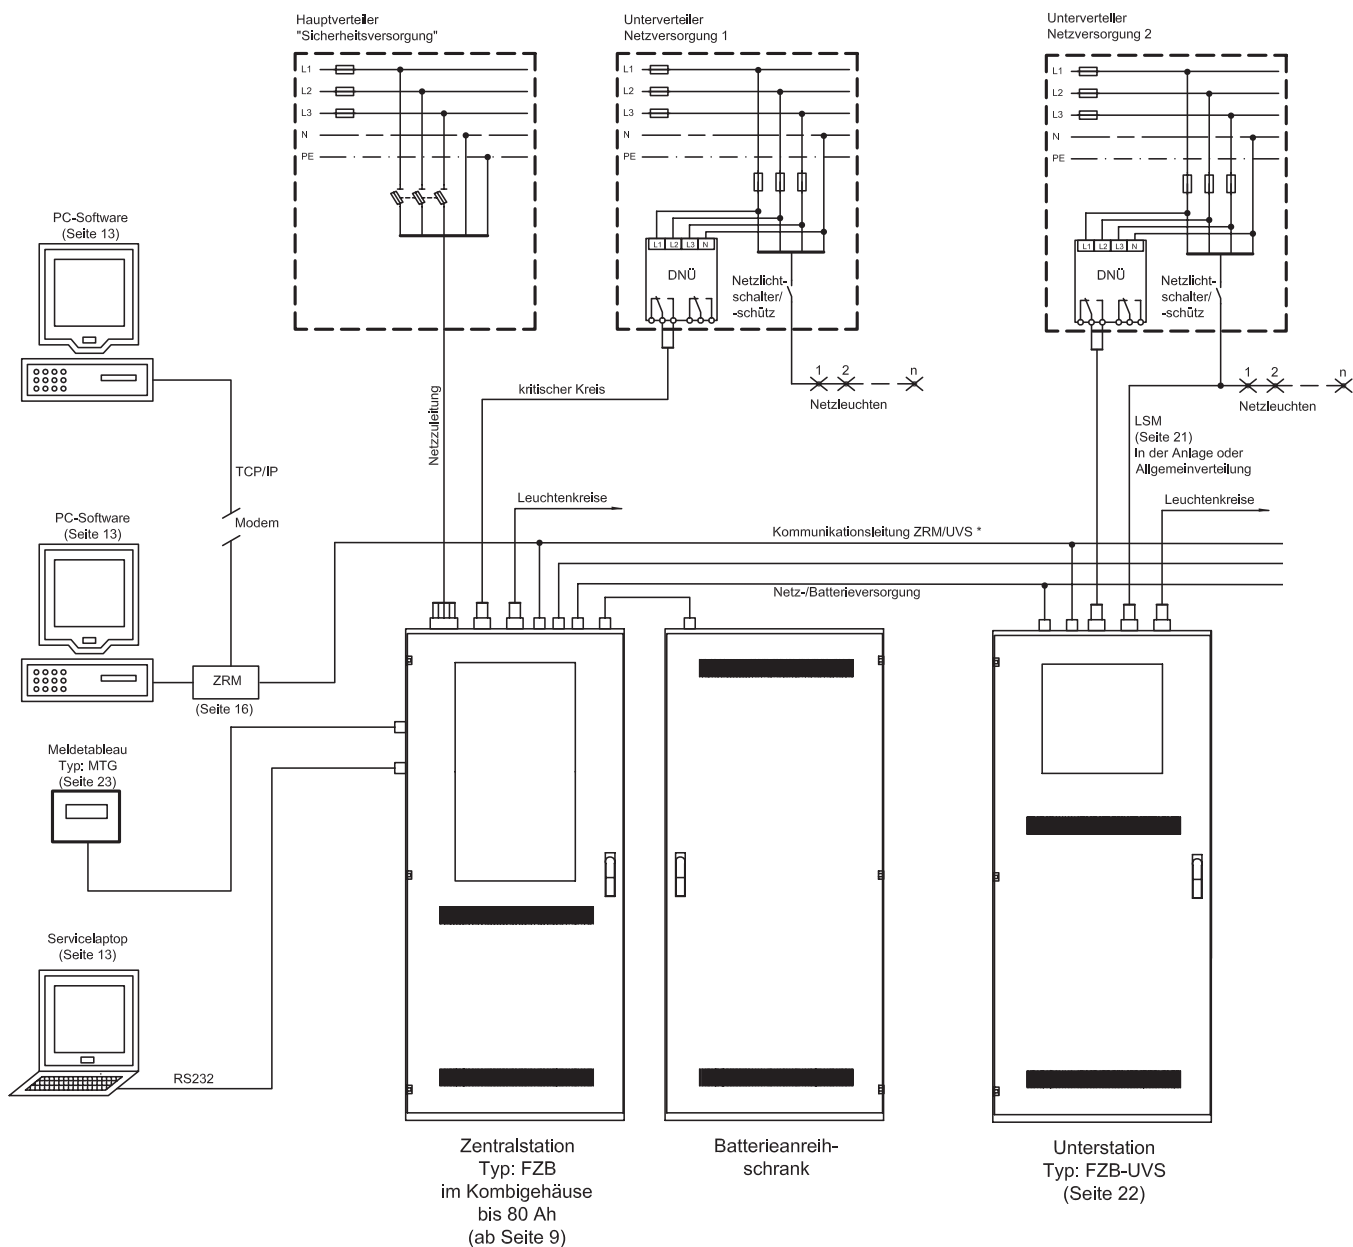 Hauptverteiler
"Sicherheitsversorgung"
L1
L2
L3
N
PE
Unterverteiler
Netzversorgung 1
L1
L2
L3
N
PE
L1 L2 L3 N
DNÜ
Netzlicht-
schalter/
-schütz
1 2 n
Netzleuchten
Unterverteller
Netzversorgung 2
L1
L2
L3
N
PE
L1 L2 L3 N
DNÜ
Netzlicht-
schalter/
-schütz
1 2 n
Netzleuchten
PC-Software
(Seite 13)
TCP/IP
Modem
PC-Software
(Seite 13)
ZRM
(Seite 16)
Meldetableau
Typ: MTG
(Seite 23)
Servicelaptop
(Seite 13)
RS232
Netzzuleitung
kritischer Kreis
Leuchtenkreise
Kommunikationsleitung ZRM/UVS *
Netz-/Batterieversorgung
LSM
(Seite 21)
In der Anlage oder
Allgemeinverteilung
Leuchtenkreise
Zentralstation
Typ: FZB
im Kombigehäuse
bis 80 Ah
(ab Seite 9)
Batterieanreih-
schrank
Unterstation
Typ: FZB-UVS
(Seite 22)